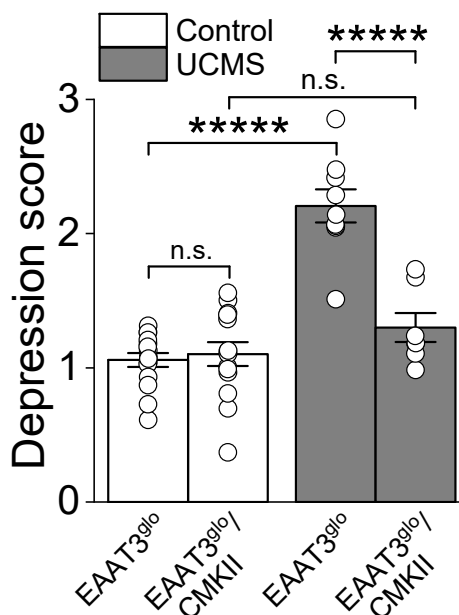 Control
UCMS
*****
n.s.
*****
n.s.
3
2
1
0
Depression score
EAAT3glo
EAAT3glo/
CMKII
EAAT3glo
EAAT3glo/
CMKII